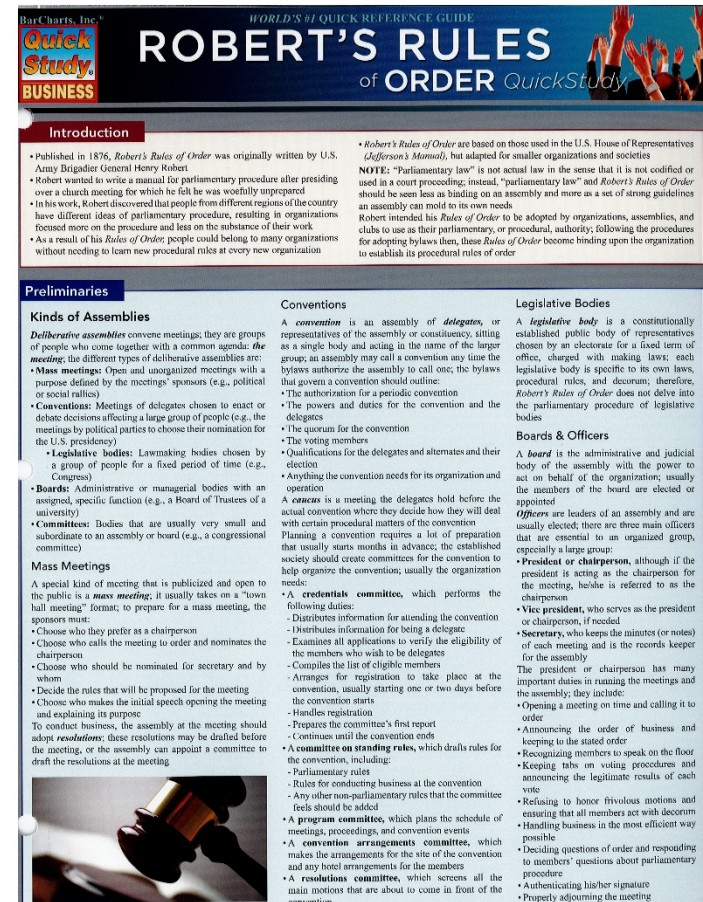 BarCharts, Inc.®
WORLD'S #1 QUICK REFERENCE GUIDE
Quick
Study®
BUSINESS
ROBERT'S RULES
of ORDER QuickStudy
Introduction
• Published in 1876, Robert's Rules of Order was originally written by U.S.
Army Brigadier General Henry Robert
• Robert wanted to write a manual for parliamentary procedure after presiding
over a church meeting for which he felt he was woefully unprepared
• In his work, Robert discovered that people from different regions of the country
have different ideas of parliamentary procedure, resulting in organizations
focused more on the procedure and less on the substance of their work
• As a result of his Rules of Order, people could belong to many organizations
without needing to learn new procedural rules at every new organization
• Robert's Rules of Order are based on those used in the U.S. House of Representatives
(Jefferson's Manual), but adapted for smaller organizations and societies
NOTE: "Parliamentary law" is not actual law in the sense that it is not codified or
used in a court proceeding; instead, "parliamentary law" and Robert's Rules of Order
should be seen less as binding on an assembly and more as a set of strong guidelines
an assembly can mold to its own needs
Robert intended his Rules of Order to be adopted by organizations, assemblies, and
clubs to use as their parliamentary, or procedural, authority; following the procedures
for adopting bylaws then, these Rules of Order become binding upon the organization
to establish its procedural rules of order
Preliminaries
Kinds of Assemblies
Deliberative assemblies convene meetings; they are groups
of people who come together with a common agenda: the
meeting; the different types of deliberative assemblies are:
• Mass meetings: Open and unorganized meetings with a
purpose defined by the meetings' sponsors (e.g., political
or social rallies)
• Conventions: Meetings of delegates chosen to enact or
debate decisions affecting a large group of people (e.g., the
meetings by political parties to choose their nomination for
the U.S. presidency)
• Legislative bodies: Lawmaking bodies chosen by
a group of people for a fixed period of time (e.g.,
Congress)
• Boards: Administrative or managerial bodies with an
assigned, specific function (e.g., a Board of Trustees of a
university)
• Committees: Bodies that are usually very small and
subordinate to an assembly or board (e.g., a congressional
committee)
Mass Meetings
A special kind of meeting that is publicized and open to
the public is a mass meeting; it usually takes on a "town
hall meeting" format; to prepare for a mass meeting, the
sponsors must:
• Choose who they prefer as a chairperson
• Choose who calls the meeting to order and nominates the
chairperson
• Choose who should be nominated for secretary and by
whom
• Decide the rules that will be proposed for the meeting
• Choose who makes the initial speech opening the meeting
and explaining its purpose
To conduct business, the assembly at the meeting should
adopt resolutions; these resolutions may be drafted before
the meeting, or the assembly can appoint a committee to
draft the resolutions at the meeting
Conventions
A convention is an assembly of delegates, or
representatives of the assembly or constituency, sitting
as a single body and acting in the name of the larger
group; an assembly may call a convention any time the
bylaws authorize the assembly to call one; the bylaws
that govern a convention should outline:
• The authorization for a periodic convention
• The powers and duties for the convention and the
delegates
• The quorum for the convention
• The voting members
• Qualifications for the delegates and alternates and their
election
• Anything the convention needs for its organization and
operation
A caucus is a meeting the delegates hold before the
actual convention where they decide how they will deal
with certain procedural matters of the convention
Planning a convention requires a lot of preparation
that usually starts months in advance; the established
society should create committees for the convention to
help organize the convention; usually the organization
needs:
• A credentials committee, which performs the
following duties:
- Distributes information for attending the convention
- Distributes information for being a delegate
- Examines all applications to verify the eligibility of
the members who wish to be delegates
- Compiles the list of eligible members
- Arranges for registration to take place at the
convention, usually starting one or two days before
the convention starts
- Handles registration
- Prepares the committee's first report
- Continues until the convention ends
• A committee on standing rules, which drafts rules for
the convention, including:
- Parliamentary rules
- Rules for conducting business at the convention
- Any other non-parliamentary rules that the committee
feels should be added
• A program committee, which plans the schedule of
meetings, proceedings, and convention events
• A convention arrangements committee, which
makes the arrangements for the site of the convention
and any hotel arrangements for the members
• A resolutions committee, which screens all the
main motions that are about to come in front of the
convention
Legislative Bodies
A legislative body is a constitutionally
established public body of representatives
chosen by an electorate for a fixed term of
office, charged with making laws; each
legislative body is specific to its own laws,
procedural rules, and decorum; therefore,
Robert's Rules of Order does not delve into
the parliamentary procedure of legislative
bodies
Boards & Officers
A board is the administrative and judicial
body of the assembly with the power to
act on behalf of the organization; usually
the members of the board are elected or
appointed
Officers are leaders of an assembly and are
usually elected; there are three main officers
that are essential to an organized group,
especially a large group:
• President or chairperson, although if the
president is acting as the chairperson for
the meeting, he/she is referred to as the
chairperson
• Vice president, who serves as the president
or chairperson, if needed
• Secretary, who keeps the minutes (or notes)
of each meeting and is the records keeper
for the assembly
The president or chairperson has many
important duties in running the meetings and
the assembly; they include:
• Opening a meeting on time and calling it to
order
• Announcing the order of business and
keeping to the stated order
• Recognizing members to speak on the floor
• Keeping tabs on voting procedures and
announcing the legitimate results of each
vote
• Refusing to honor frivolous motions and
ensuring that all members act with decorum
• Handling business in the most efficient way
possible
• Deciding questions of order and responding
to members' questions about parliamentary
procedure
• Authenticating his/her signature
• Properly adjourning the meeting